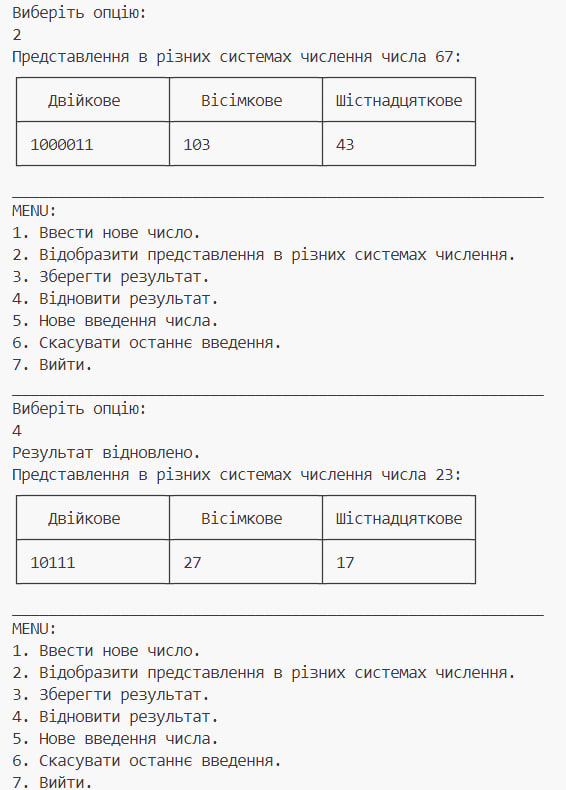 Виберіть опцію:
2
Представлення в різних системах числення числа 67:
Двійкове Вісімкове Шістнадцяткове
1000011 103 43
MENU:
1. Ввести нове число.
2. Відобразити представлення в різних системах числення.
3. Зберегти результат.
4. Відновити результат.
5. Нове введення числа.
6. Скасувати останнє введення.
7. Вийти.
Виберіть опцію:
4
Результат відновлено.
Представлення в різних системах числення числа 23:
Двійкове Вісімкове Шістнадцяткове
10111 27 17
MENU:
1. Ввести нове число.
2. Відобразити представлення в різних системах числення.
3. Зберегти результат.
4. Відновити результат.
5. Нове введення числа.
6. Скасувати останнє введення.
7. Вийти.